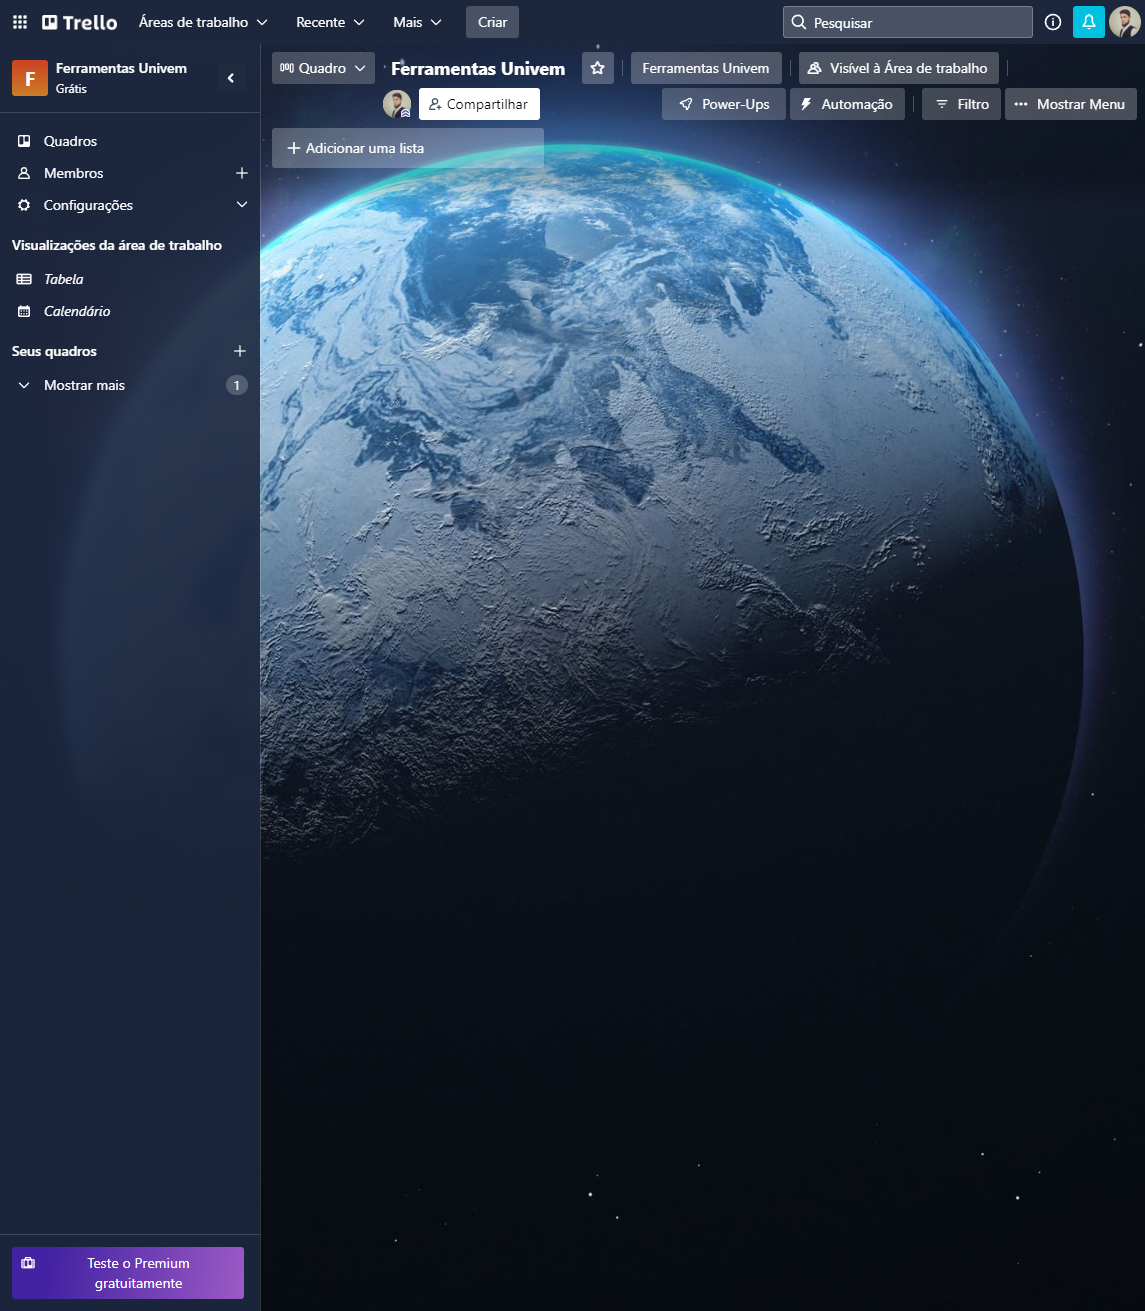 Trello
Áreas de trabalho
Recente
Mais
Criar
Pesquisar
F
Ferramentas Univem
Grátis
Quadros
Membros
Configurações
Visualizações da área de trabalho
Tabela
Calendário
Seus quadros
Mostrar mais
1
Teste o Premium
gratuitamente
Quadro
Ferramentas Univem
Ferramentas Univem
Visível à Área de trabalho
Compartilhar
Power-Ups
Automação
Filtro
Mostrar Menu
Adicionar uma lista